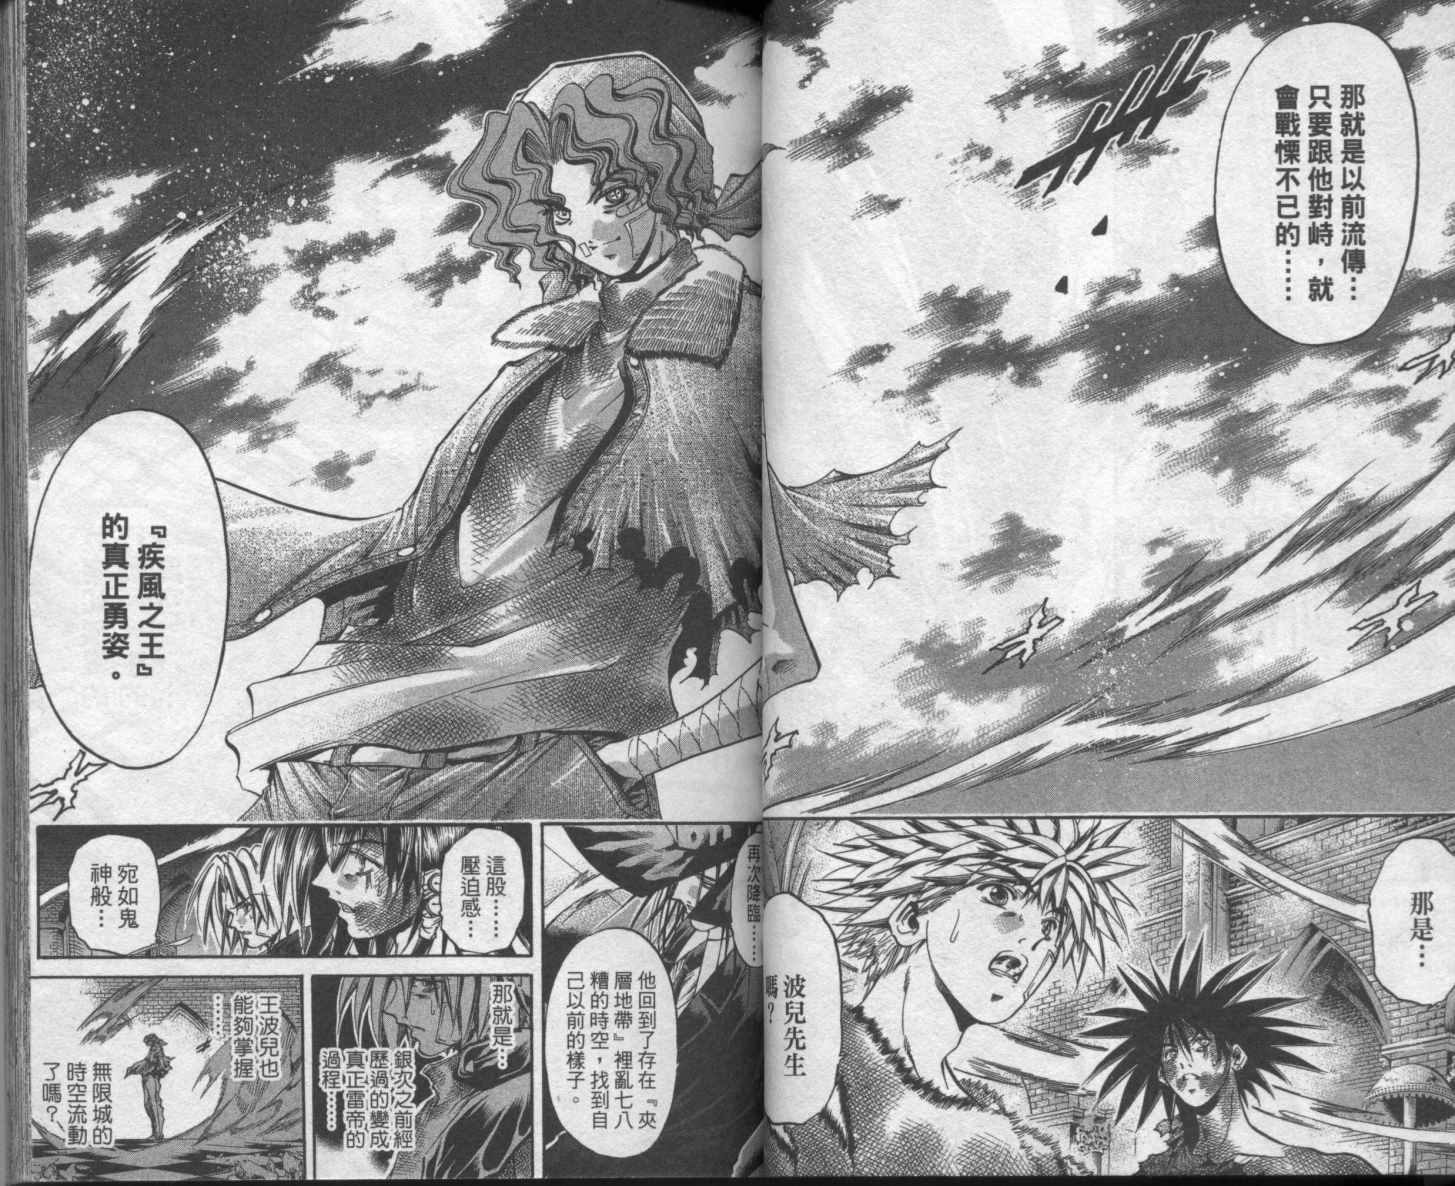 那就是以前流傳…
只要跟他對峙，就
會戰慄不已的……
『疾風之王』
的真正勇姿。
那是…
波兒先生
嗎？
再次降臨……
他回到了存在『夾
層地帶』裡亂七八
糟的時空，找到自
己以前的樣子。
這股……
壓迫感…
宛如鬼
神般…
那就是…
銀次之前經
歷過的變成
真正雷帝的
過程……
王波兒也
能夠掌握
……
無限城的
時空流動
了嗎？